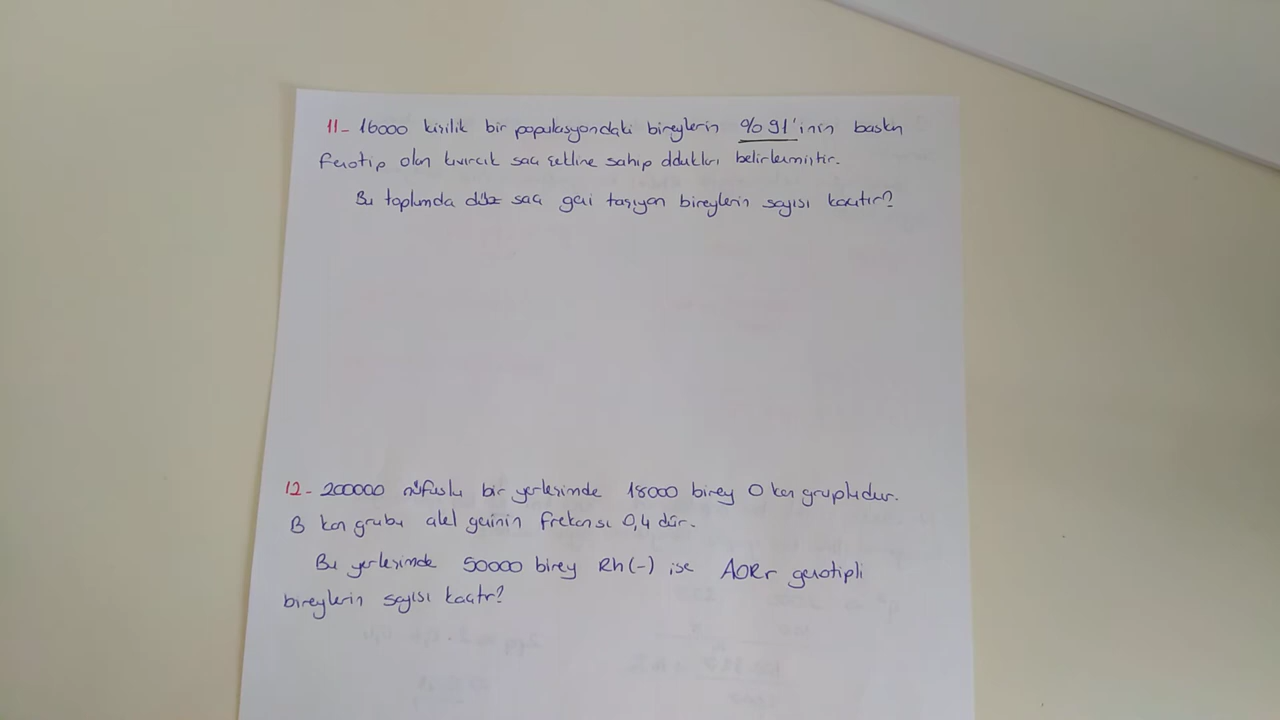 11- 16000 kişilik bir populasyondaki bireylerin %91'inin baskın
fenotip olan kıvırcık saç şekline sahip oldukları belirlenmiştir.
Bu toplumda düz saç geni taşıyan bireylerin sayısı kaçtır?
12- 200000 nüfuslu bir yerleşimde 18000 birey O kan grupludur.
B kan grubu alel geninin frekansı 0,4 dür.
Bu yerleşimde 50000 birey Rh(-) ise AORr genotipli
bireylerin sayısı kaçtır?